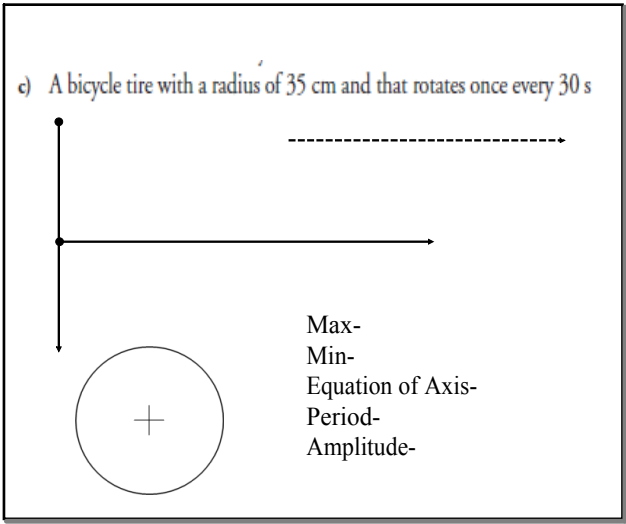 c) A bicycle tire with a radius of 35 cm and that rotates once every 30 s
Max-
Min-
Equation of Axis-
Period-
Amplitude-